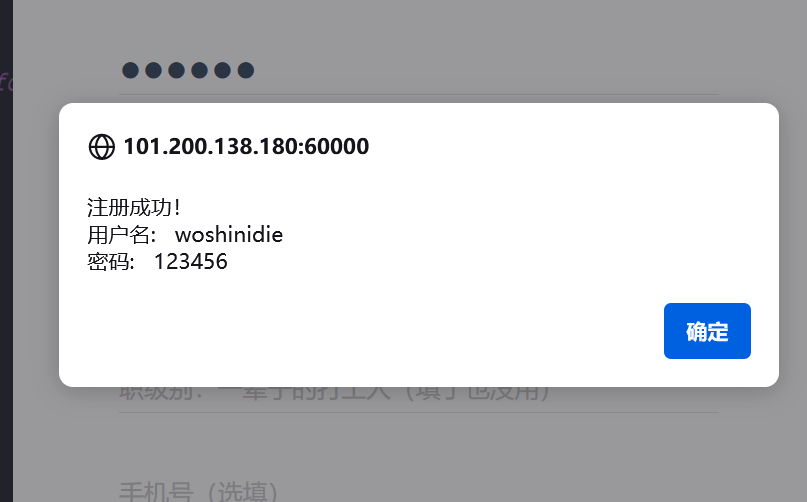 101.200.138.180:60000
注册成功！
用户名: woshinidie
密码: 123456
确定
职级别：一辈子的打工人（填了也没用）
手机号（选填）